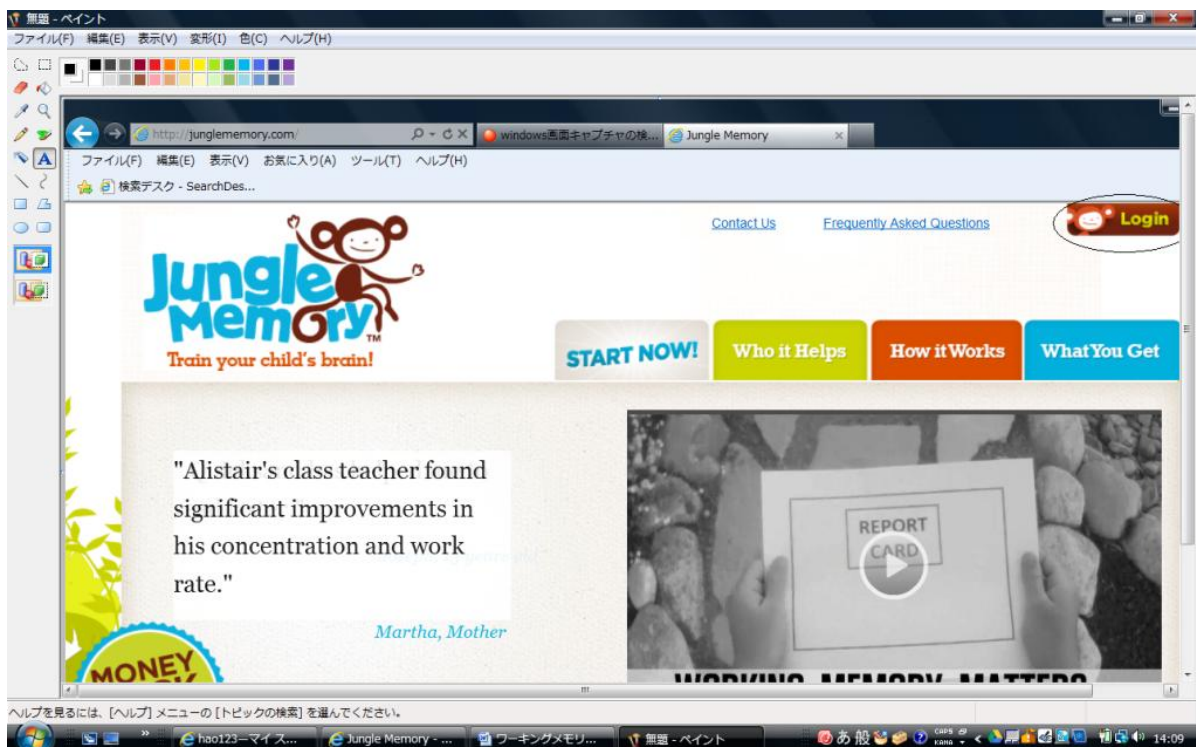 無題 - ペイント
ファイル(F) 編集(E) 表示(V) 変形(I) 色(C) ヘルプ(H)
http://junglememory.com/
windows画面キャプチャの検...
Jungle Memory
ファイル(F) 編集(E) 表示(V) お気に入り(A) ツール(T) ヘルプ(H)
検索デスク - SearchDes...
Contact Us Frequently Asked Questions Login
Jungle
Memory
TM
Train your child's brain!
START NOW! Who it Helps How it Works What You Get
"Alistair's class teacher found
significant improvements in
his concentration and work
rate."
Martha, Mother
REPORT
CARD
MONEY
WORKING MEMORY MATTERS
ヘルプを見るには、[ヘルプ] メニューの [トピックの検索] を選んでください。
hao123―マイ ス... Jungle Memory - ... ワーキングメモリ... 無題 - ペイント あ 般 CAPS KANA 14:09